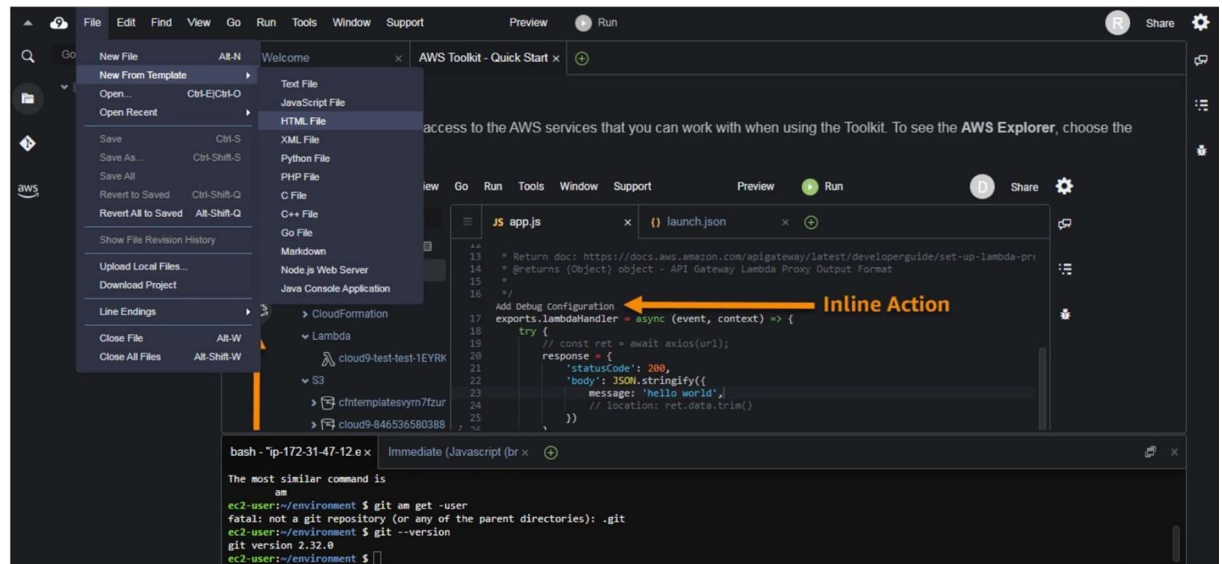 File Edit Find View Go Run Tools Window Support Preview Run R Share
Go
New File Alt-N
New From Template
Open... Ctrl-E|Ctrl-O
Open Recent
Save Ctrl-S
Save As... Ctrl-Shift-S
Save All
Revert to Saved Ctrl-Shift-Q
Revert All to Saved Alt-Shift-Q
Show File Revision History
Upload Local Files...
Download Project
Line Endings
Close File Alt-W
Close All Files Alt-Shift-W
Text File
JavaScript File
HTML File
XML File
Python File
PHP File
C File
C++ File
Go File
Markdown
Node.js Web Server
Java Console Application
aws
Welcome × AWS Toolkit - Quick Start ×
access to the AWS services that you can work with when using the Toolkit. To see the AWS Explorer, choose the
iew Go Run Tools Window Support Preview Run D Share
JS app.js × {} launch.json ×
CloudFormation
Lambda
cloud9-test-test-1EYRK
S3
cfntemplatesvyrn7fzur
cloud9-846536580388
12
13 * Return doc: https://docs.aws.amazon.com/apigateway/latest/developerguide/set-up-lambda-pro
14 * @returns {Object} object - API Gateway Lambda Proxy Output Format
15 *
16 */
Add Debug Configuration
Inline Action
17 exports.lambdaHandler = async (event, context) => {
18 try {
19 // const ret = await axios(url);
20 response = {
21 'statusCode': 200,
22 'body': JSON.stringify({
23 message: 'hello world',
24 // location: ret.data.trim()
25 })
26 }
bash - "ip-172-31-47-12.e × Immediate (Javascript (br ×
The most similar command is
am
ec2-user:~/environment $ git am get -user
fatal: not a git repository (or any of the parent directories): .git
ec2-user:~/environment $ git --version
git version 2.32.0
ec2-user:~/environment $